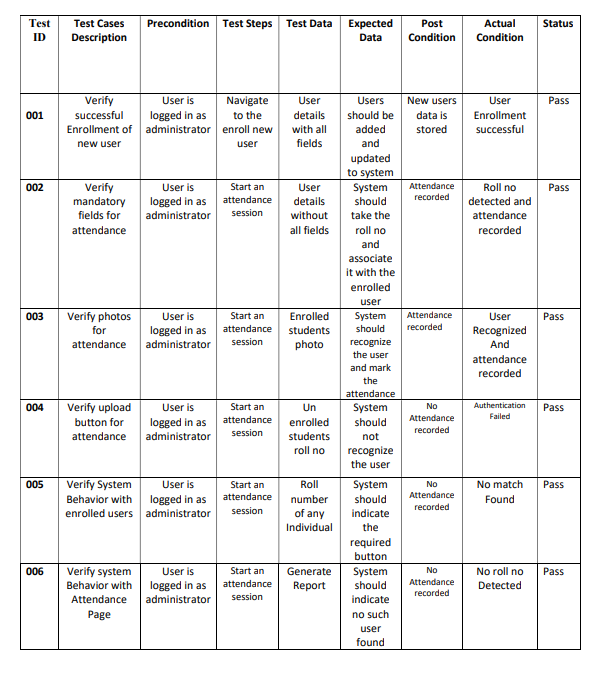 Test ID Test Cases Description Precondition Test Steps Test Data Expected Data Post Condition Actual Condition Status
001 Verify successful Enrollment of new user User is logged in as administrator Navigate to the enroll new user User details with all fields Users should be added and updated to system New users data is stored User Enrollment successful Pass
002 Verify mandatory fields for attendance User is logged in as administrator Start an attendance session User details without all fields System should take the roll no and associate it with the enrolled user Attendance recorded Roll no detected and attendance recorded Pass
003 Verify photos for attendance User is logged in as administrator Start an attendance session Enrolled students photo System should recognize the user and mark the attendance Attendance recorded User Recognized And attendance recorded Pass
004 Verify upload button for attendance User is logged in as administrator Start an attendance session Un enrolled students roll no System should not recognize the user No Attendance recorded Authentication Failed Pass
005 Verify System Behavior with enrolled users User is logged in as administrator Start an attendance session Roll number of any Individual System should indicate the required button No Attendance recorded No match Found Pass
006 Verify system Behavior with Attendance Page User is logged in as administrator Start an attendance session Generate Report System should indicate no such user found No Attendance recorded No roll no Detected Pass